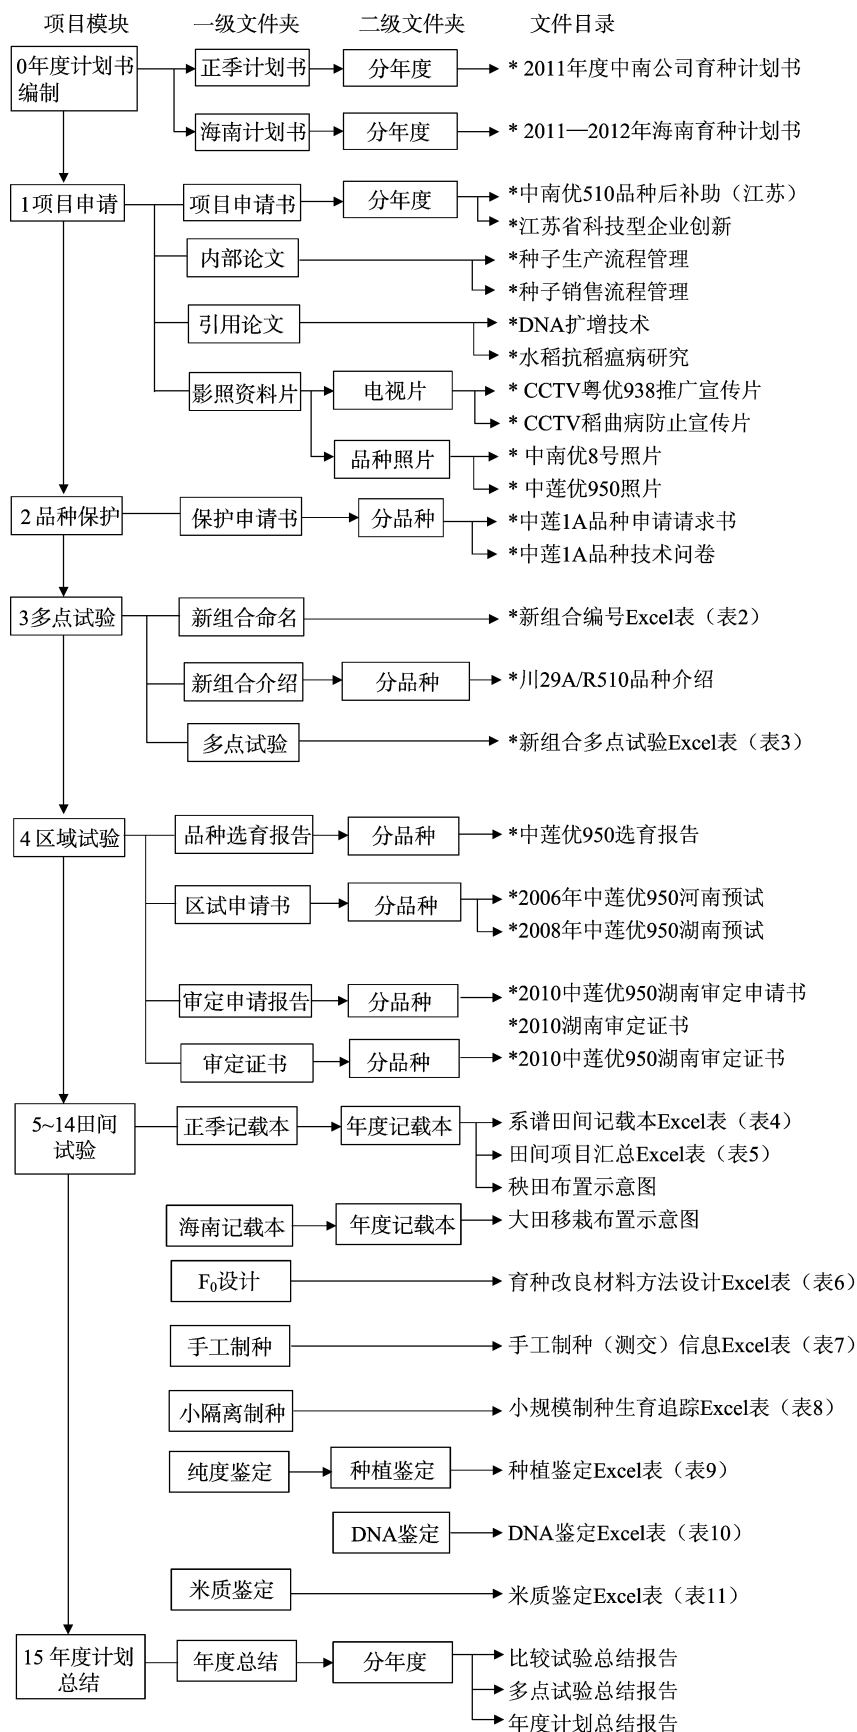 项目模块 一级文件夹 二级文件夹 文件目录
0年度计划书 正季计划书 分年度 * 2011年度中南公司育种计划书
编制
海南计划书 分年度 * 2011—2012年海南育种计划书
1项目申请 项目申请书 分年度 *中南优510品种后补助（江苏）
*江苏省科技型企业创新
内部论文 *种子生产流程管理
*种子销售流程管理
引用论文 *DNA扩增技术
*水稻抗稻瘟病研究
影照资料片 电视片 * CCTV粤优938推广宣传片
* CCTV稻曲病防止宣传片
品种照片 * 中南优8号照片
* 中莲优950照片
2 品种保护 保护申请书 分品种 *中莲1A品种申请请求书
*中莲1A品种技术问卷
3多点试验 新组合命名 *新组合编号Excel表（表2）
新组合介绍 分品种 *川29A/R510品种介绍
多点试验 *新组合多点试验Excel表（表3）
4 区域试验 品种选育报告 分品种 *中莲优950选育报告
区试申请书 分品种 *2006年中莲优950河南预试
*2008年中莲优950湖南预试
审定申请报告 分品种 *2010中莲优950湖南审定申请书
*2010湖南审定证书
审定证书 分品种 *2010中莲优950湖南审定证书
5~14田间 正季记载本 年度记载本 系谱田间记载本Excel表（表4）
试验 田间项目汇总Excel表（表5）
秧田布置示意图
海南记载本 年度记载本 大田移栽布置示意图
F₀设计 育种改良材料方法设计Excel表（表6）
手工制种 手工制种（测交）信息Excel表（表7）
小隔离制种 小规模制种生育追踪Excel表（表8）
纯度鉴定 种植鉴定 种植鉴定Excel表（表9）
DNA鉴定 DNA鉴定Excel表（表10）
米质鉴定 米质鉴定Excel表（表11）
15 年度计划 年度总结 分年度 比较试验总结报告
总结 多点试验总结报告
年度计划总结报告